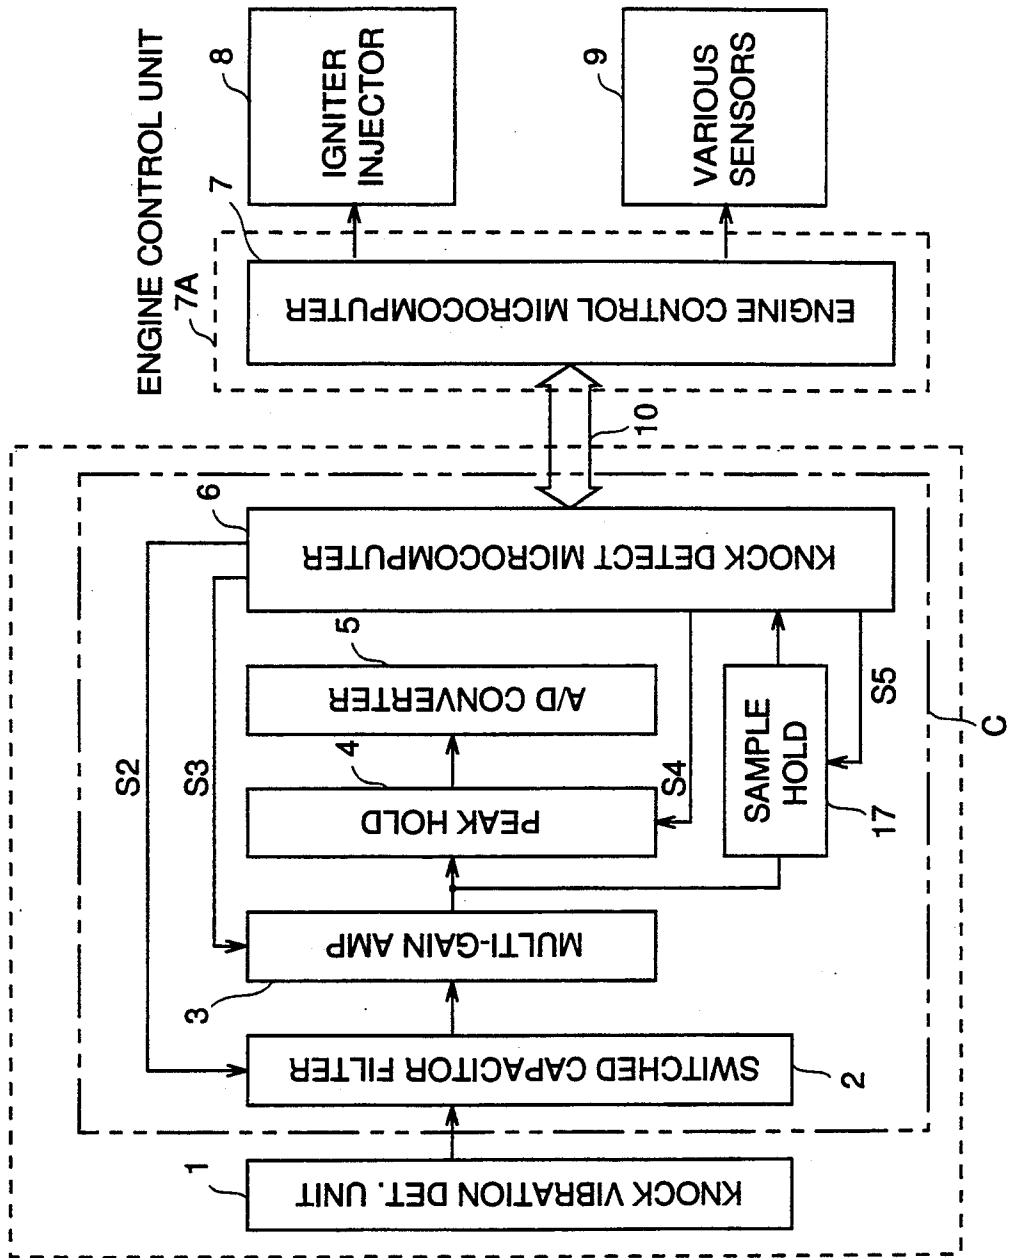 ENGINE CONTROL UNIT
7A
7
8
IGNITER
INJECTOR
9
VARIOUS
SENSORS
ENGINE CONTROL MICROCOMPUTER
10
6
KNOCK DETECT MICROCOMPUTER
S2
S3
5
A/D CONVERTER
4
PEAK HOLD
S4
SAMPLE
HOLD
17
S5
C
MULTI-GAIN AMP
3
SWITCHED CAPACITOR FILTER
2
1
KNOCK VIBRATION DET. UNIT